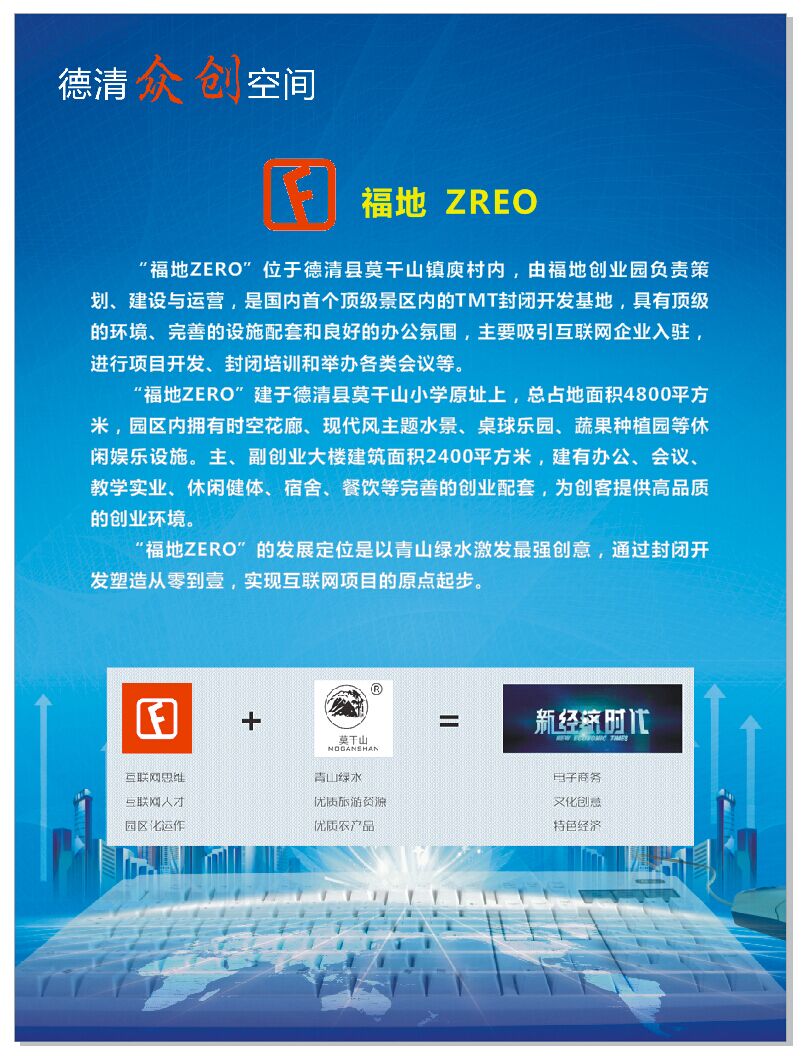 德清众创空间
福地 ZREO
“福地ZERO”位于德清县莫干山镇庾村内，由福地创业园负责策
划、建设与运营，是国内首个顶级景区内的TMT封闭开发基地，具有顶级
的环境、完善的设施配套和良好的办公氛围，主要吸引互联网企业入驻，
进行项目开发、封闭培训和举办各类会议等。
“福地ZERO”建于德清县莫干山小学原址上，总占地面积4800平方
米，园区内拥有时空花廊、现代风主题水景、桌球乐园、蔬果种植园等休
闲娱乐设施。主、副创业大楼建筑面积2400平方米，建有办公、会议、
教学实业、休闲健体、宿舍、餐饮等完善的创业配套，为创客提供高品质
的创业环境。
“福地ZERO”的发展定位是以青山绿水激发最强创意，通过封闭开
发塑造从零到壹，实现互联网项目的原点起步。
+
®
莫干山
MOGANSHAN
=
新经济时代
NEW ECONOMIC TIMES
互联网思维 青山绿水 电子商务
互联网人才 优质旅游资源 文化创意
园区化运作 优质农产品 特色经济